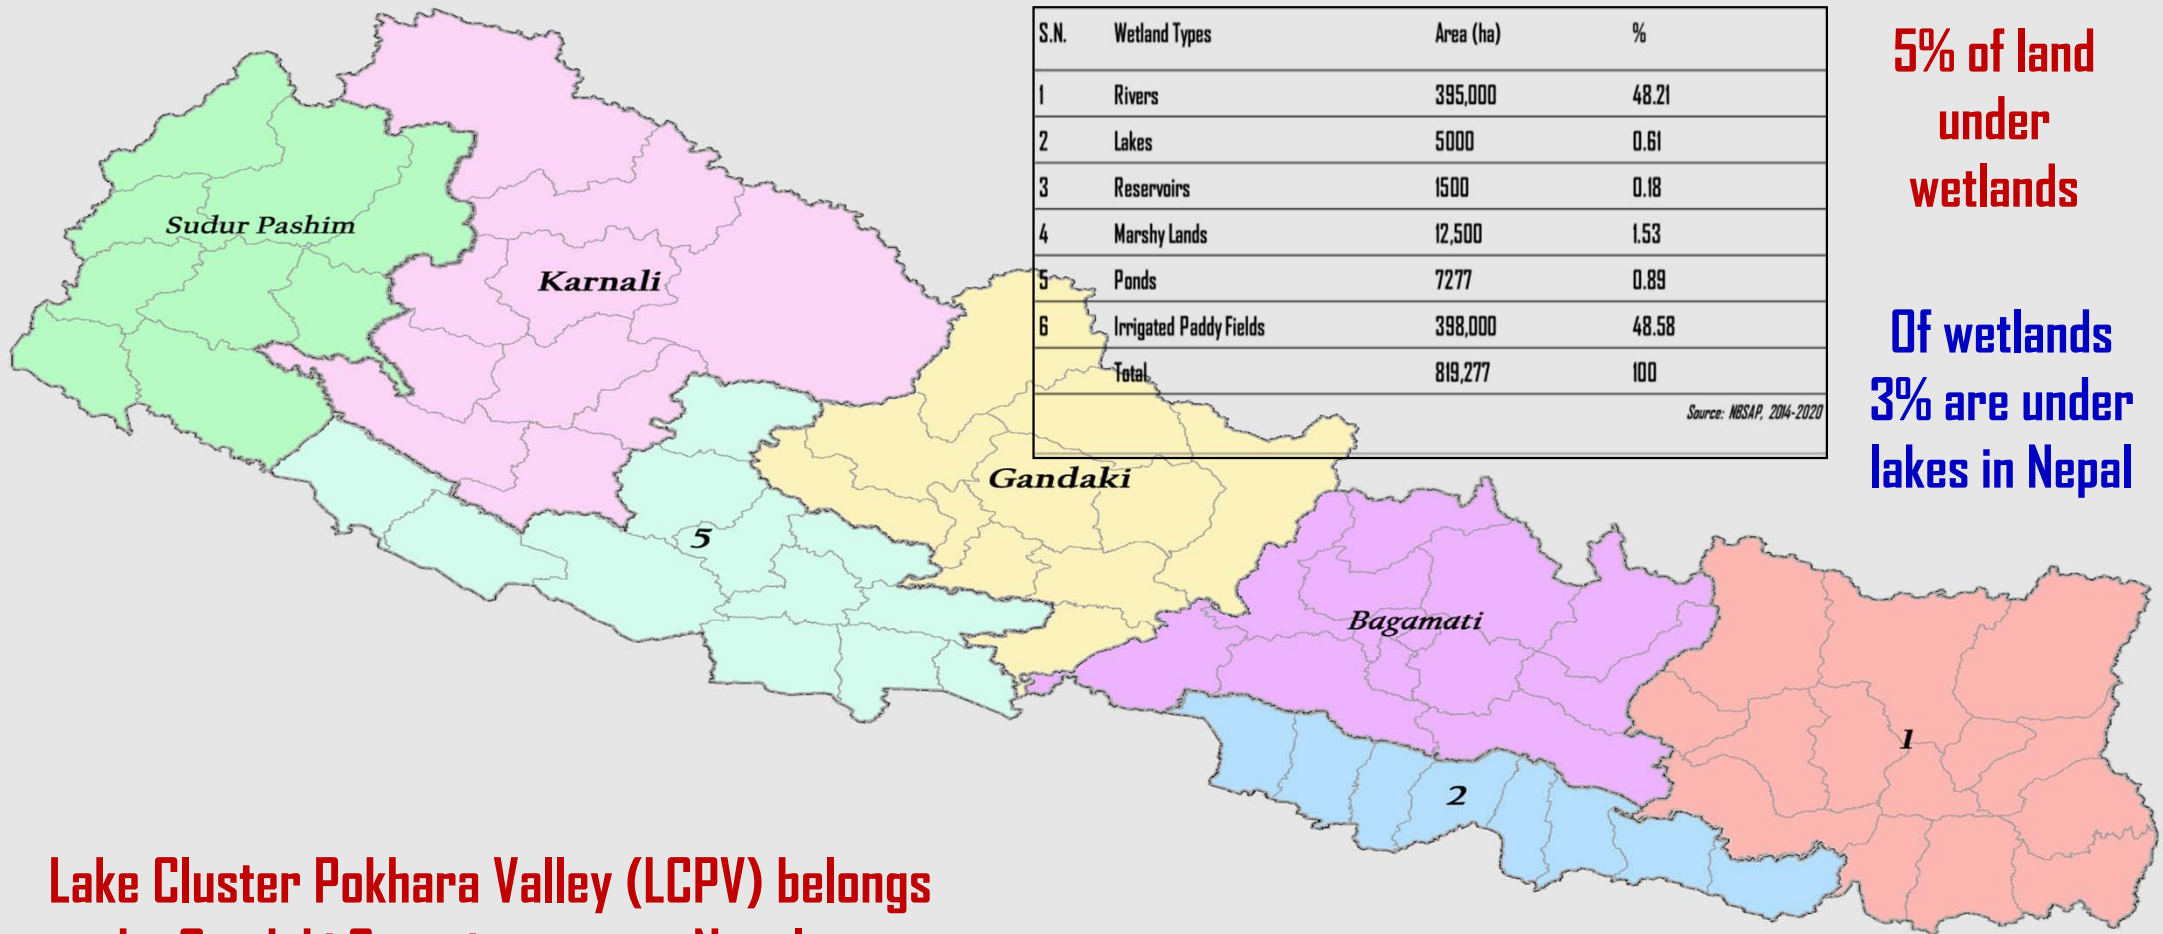 S.N. Wetland Types Area (ha) %
1 Rivers 395,000 48.21
2 Lakes 5000 0.61
3 Reservoirs 1500 0.18
4 Marshy Lands 12,500 1.53
5 Ponds 7277 0.89
6 Irrigated Paddy Fields 398,000 48.58
Total 819,277 100
Source: NBSAP, 2014-2020
5% of land
under
wetlands
Of wetlands
3% are under
lakes in Nepal
Sudur Pashim
Karnali
Gandaki
5
Bagamati
1
2
Lake Cluster Pokhara Valley (LCPV) belongs